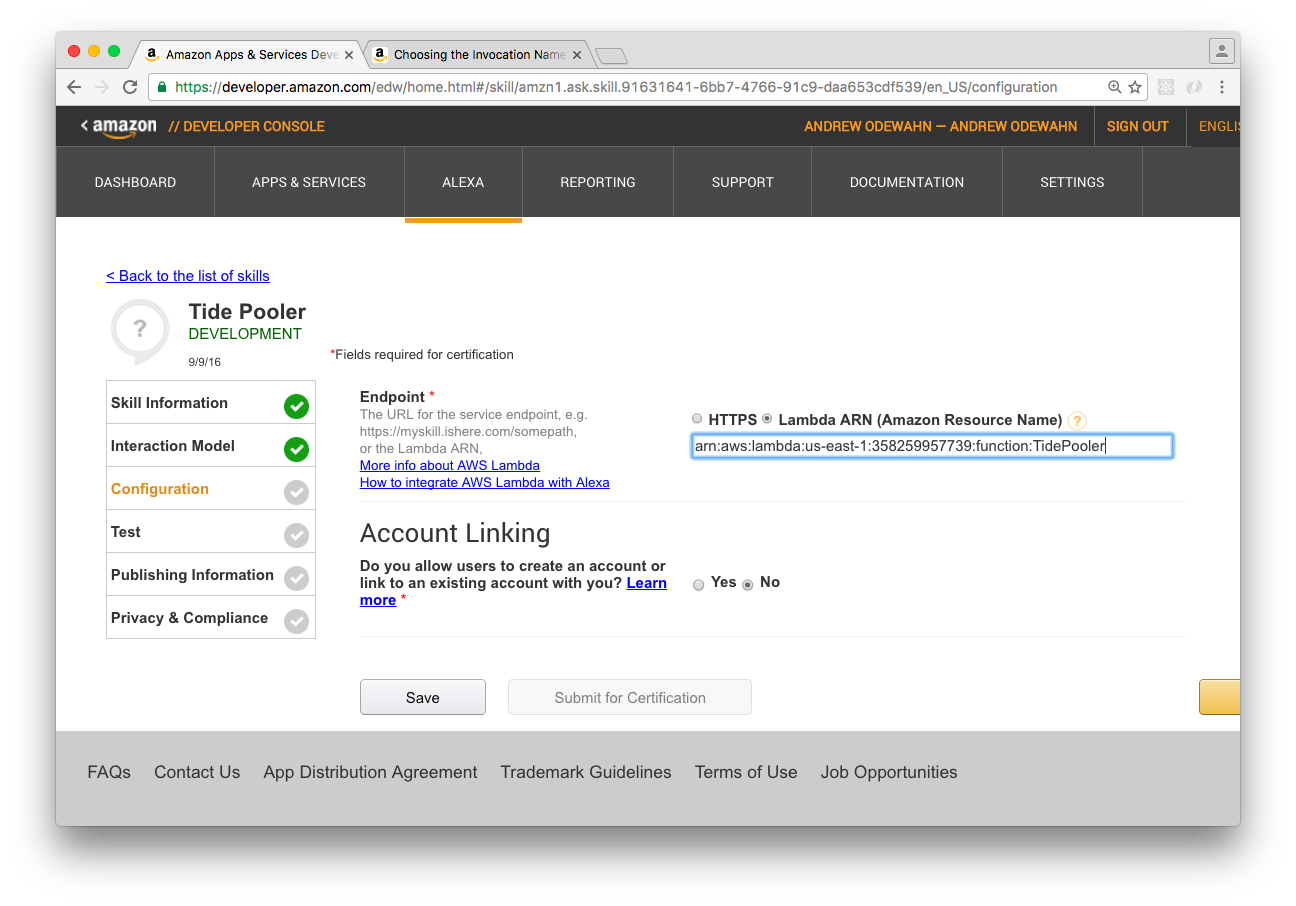 Amazon Apps & Services Deve
Choosing the Invocation Name
https://developer.amazon.com/edw/home.html#/skill/amzn1.ask.skill.91631641-6bb7-4766-91c9-daa653cdf539/en_US/configuration
< amazon // DEVELOPER CONSOLE ANDREW ODEWAHN — ANDREW ODEWAHN SIGN OUT ENGLIS
DASHBOARD APPS & SERVICES ALEXA REPORTING SUPPORT DOCUMENTATION SETTINGS
< Back to the list of skills
?
Tide Pooler
DEVELOPMENT
9/9/16
*Fields required for certification
Skill Information
Interaction Model
Configuration
Test
Publishing Information
Privacy & Compliance
Endpoint *
The URL for the service endpoint, e.g.
https://myskill.ishere.com/somepath,
or the Lambda ARN,
More info about AWS Lambda
How to integrate AWS Lambda with Alexa
HTTPS Lambda ARN (Amazon Resource Name) ?
arn:aws:lambda:us-east-1:358259957739:function:TidePooler
Account Linking
Do you allow users to create an account or
link to an existing account with you? Learn
more *
Yes No
Save Submit for Certification
FAQs Contact Us App Distribution Agreement Trademark Guidelines Terms of Use Job Opportunities